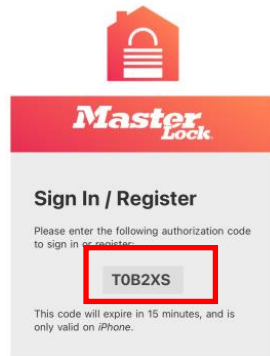 Master
Lock
Sign In / Register
Please enter the following authorization code
to sign in or register:
T0B2XS
This code will expire in 15 minutes, and is
only valid on iPhone.